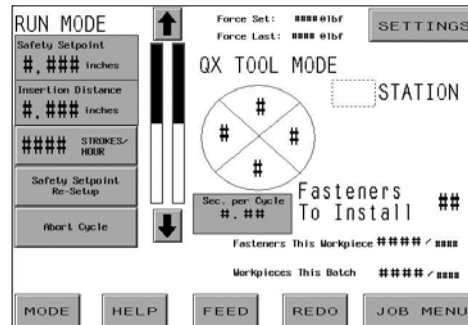 RUN MODE
Force Set: ####@lbf
Force Last: ####@lbf
SETTINGS
Safety Setpoint
#.### inches
Insertion Distance
#.### inches
#### STROKES/
HOUR
Safety Setpoint
Re-Setup
Abort Cycle
QX TOOL MODE
#
# #
#
STATION
Sec. per Cycle
#.##
Fasteners
To Install ##
Fasteners This Workpiece ####/####
Workpieces This Batch ####/####
MODE
HELP
FEED
REDO
JOB MENU